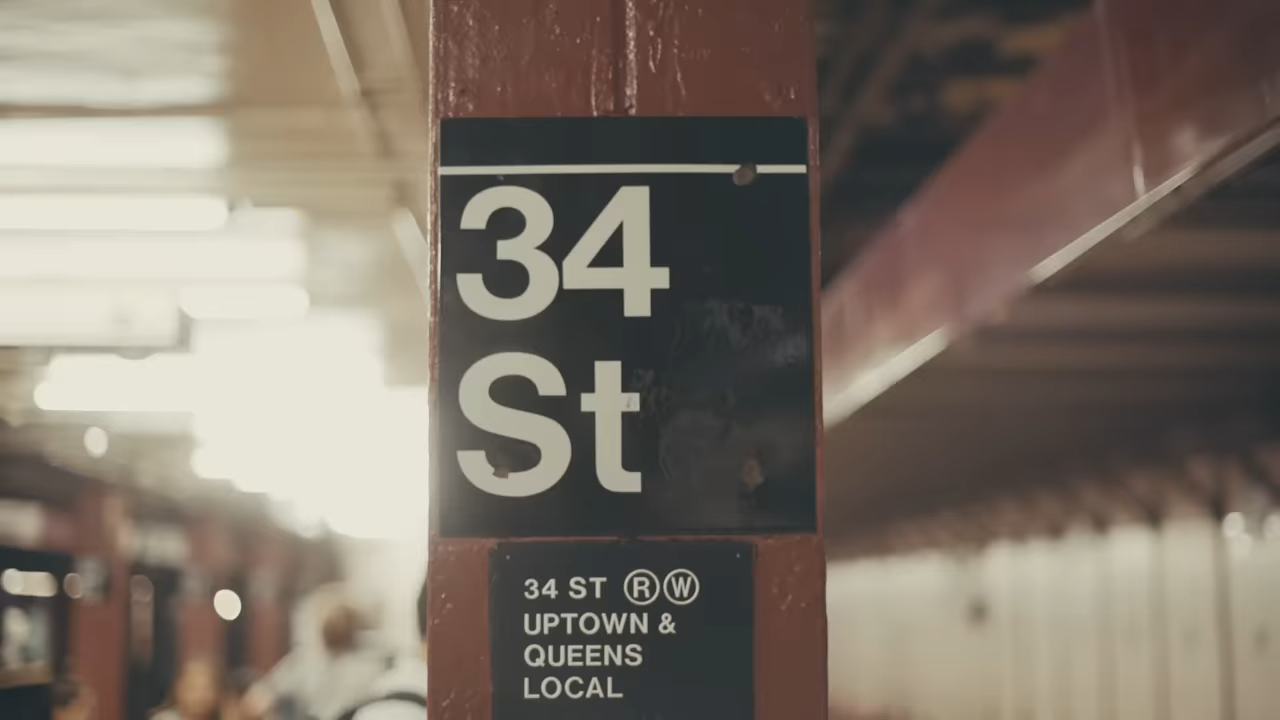 34
St
34 ST Ⓡ Ⓦ
UPTOWN &
QUEENS
LOCAL